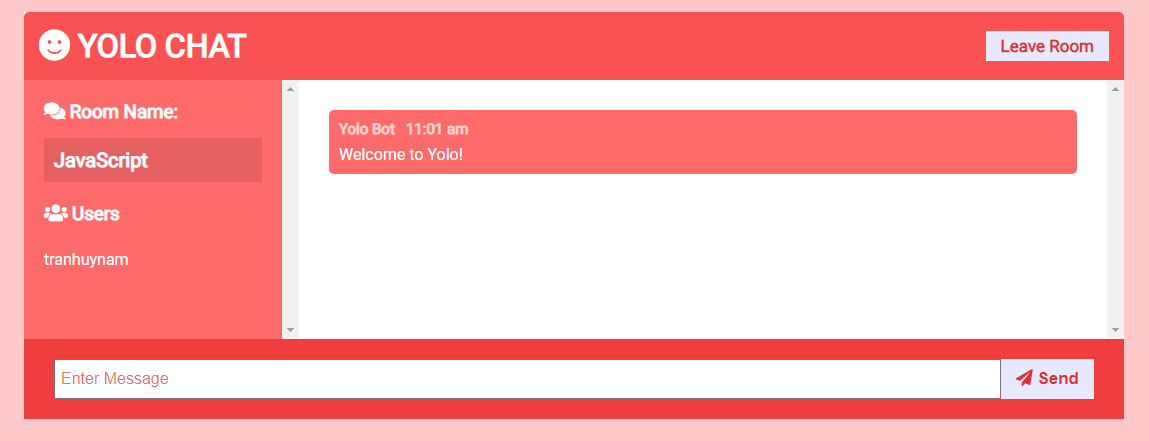 YOLO CHAT
Leave Room
Room Name:
JavaScript
Users
tranhuynam
Yolo Bot 11:01 am
Welcome to Yolo!
Enter Message
Send